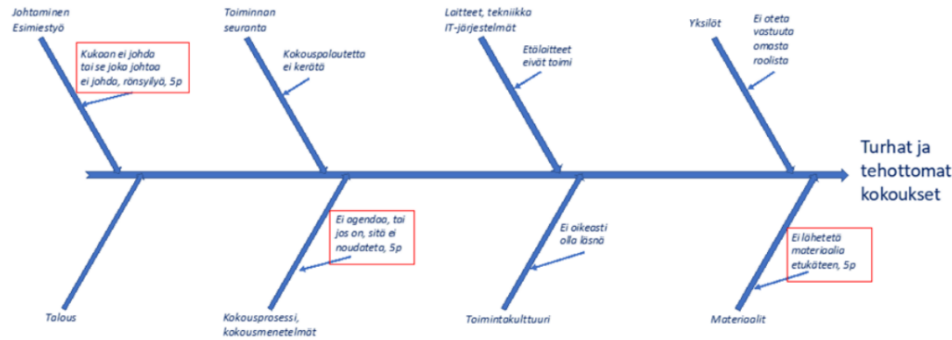 Johtaminen
Esimiestyö
Kukaan ei johda
tai se joka johtaa
ei johda, rönsyilyä, 5p
Toiminnan
seuranta
Kokouspalautetta
ei kerätä
Laitteet, tekniikka
IT-järjestelmät
Etälaitteet
eivät toimi
Yksilöt
Ei oteta
vastuuta
omasta
roolista
Turhat ja
tehottomat
kokoukset
Talous
Ei agendaa, tai
jos on, sitä ei
noudateta, 5p
Kokousprosessi,
kokousmenetelmät
Ei oikeasti
olla läsnä
Toimintakulttuuri
Ei lähetetä
materiaalia
etukäteen, 5p
Materiaalit